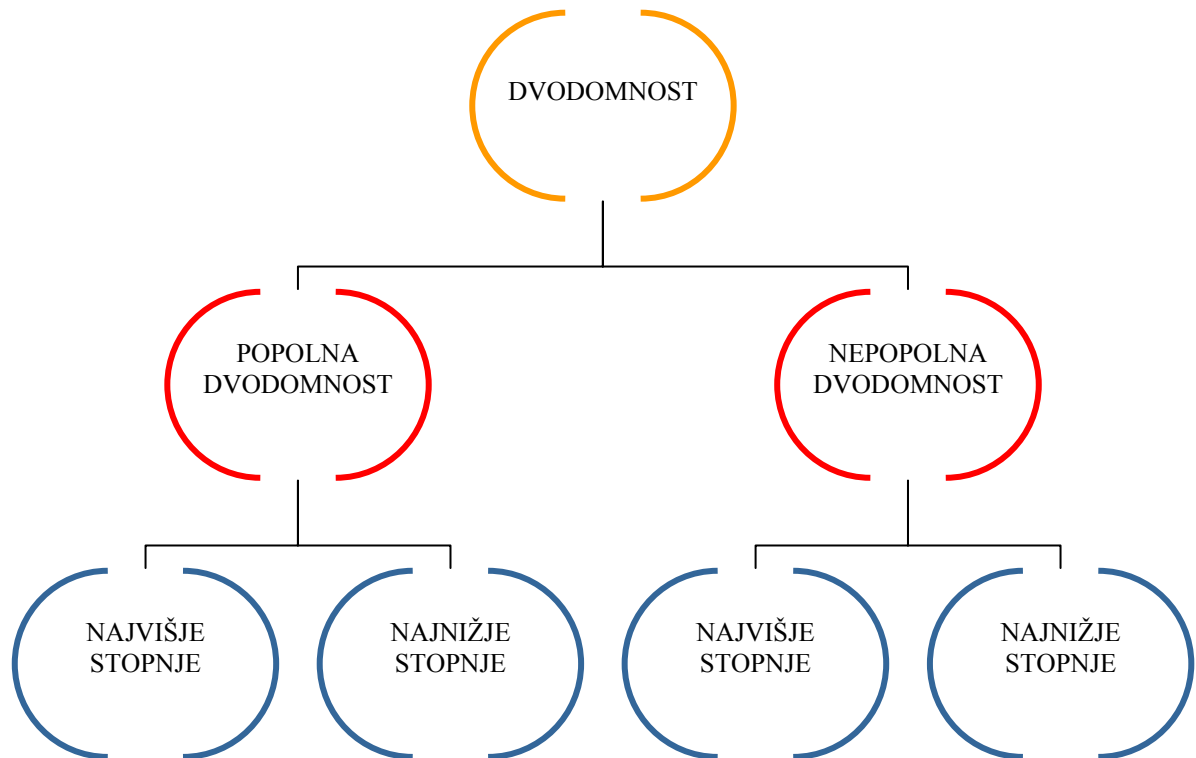 DVODOMNOST
POPOLNA
DVODOMNOST
NEPOPOLNA
DVODOMNOST
NAJVIŠJE
STOPNJE
NAJNIŽJE
STOPNJE
NAJVIŠJE
STOPNJE
NAJNIŽJE
STOPNJE